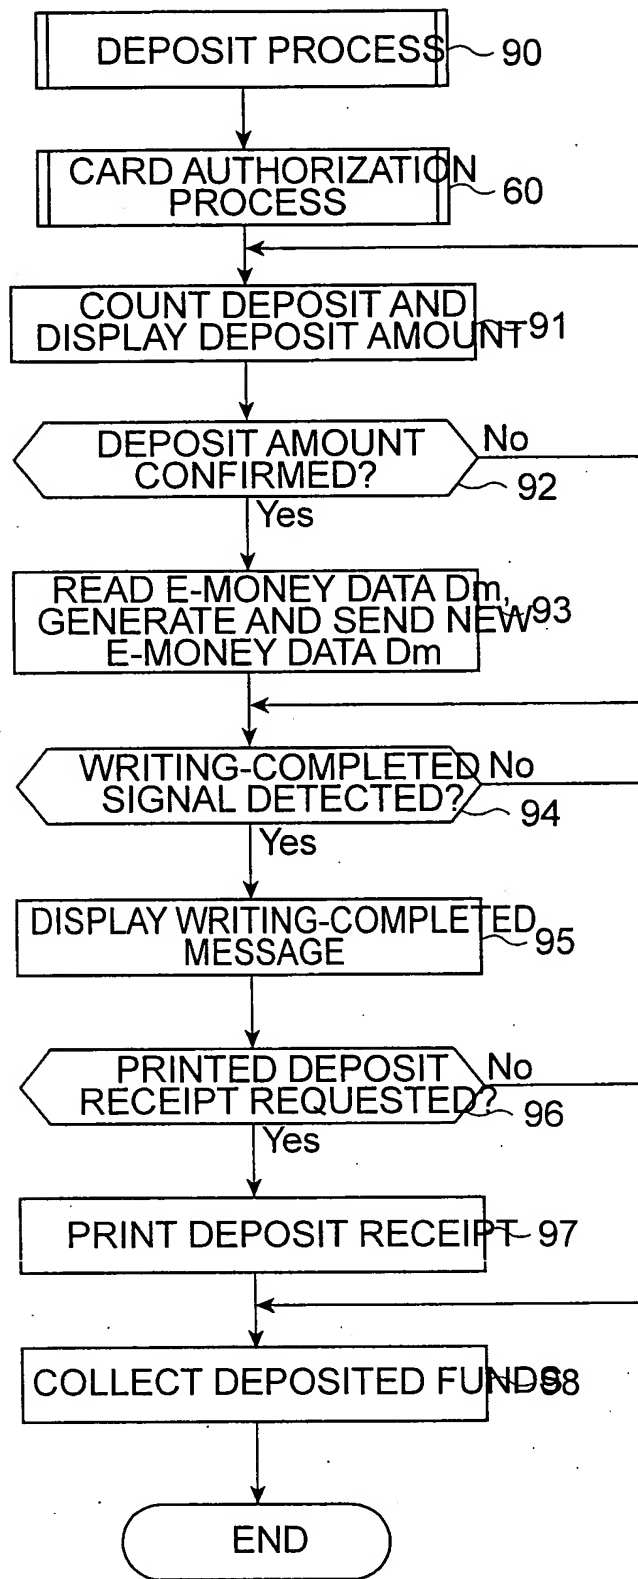 DEPOSIT PROCESS 90
CARD AUTHORIZATION
PROCESS 60
COUNT DEPOSIT AND
DISPLAY DEPOSIT AMOUNT 91
DEPOSIT AMOUNT
CONFIRMED?
No
92
Yes
READ E-MONEY DATA Dm,
GENERATE AND SEND NEW
E-MONEY DATA Dm
93
WRITING-COMPLETED
SIGNAL DETECTED?
No
94
Yes
DISPLAY WRITING-COMPLETED
MESSAGE
95
PRINTED DEPOSIT
RECEIPT REQUESTED?
No
96
Yes
PRINT DEPOSIT RECEIPT 97
COLLECT DEPOSITED FUNDS 98
END